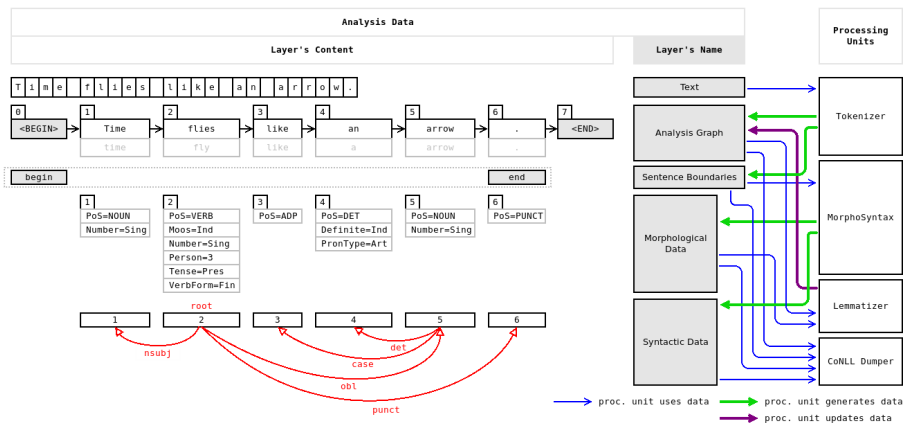 Analysis Data
Processing
Units
Layer's Content
Layer's Name
Time flies like an arrow.
Text
0 1 2 3 4 5 6 7
<BEGIN> Time flies like an arrow . <END>
time fly like a arrow .
Tokenizer
Analysis Graph
begin end
Sentence Boundaries
1 2 3 4 5 6
PoS=NOUN PoS=VERB PoS=ADP PoS=DET PoS=NOUN PoS=PUNCT
Number=Sing Moos=Ind Definite=Ind Number=Sing
Number=Sing PronType=Art
Person=3
Tense=Pres
VerbForm=Fin
Morphological
Data
MorphoSyntax
Lemmatizer
root
1 2 3 4 5 6
nsubj
det
case
obl
punct
Syntactic Data
CoNLL Dumper
proc. unit uses data
proc. unit generates data
proc. unit updates data